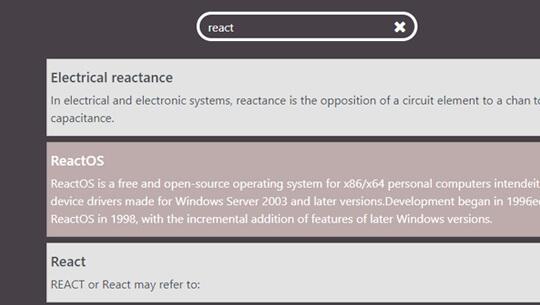 react
Electrical reactance
In electrical and electronic systems, reactance is the opposition of a circuit element to a chan to
capacitance.
ReactOS
ReactOS is a free and open-source operating system for x86/x64 personal computers intendeit
device drivers made for Windows Server 2003 and later versions.Development began in 1996ec
ReactOS in 1998, with the incremental addition of features of later Windows versions.
React
REACT or React may refer to: